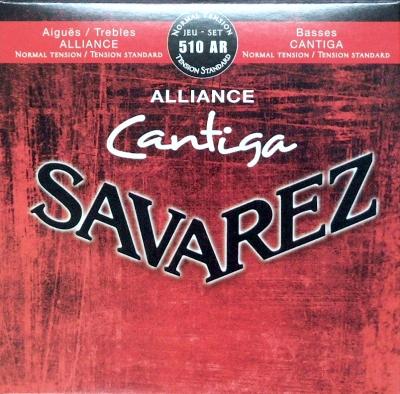 Aiguës / Trebles
ALLIANCE
NORMAL TENSION / TENSION STANDARD
NORMAL TENSION
JEU - SET
510 AR
TENSION STANDARD
Basses
CANTIGA
NORMAL TENSION / TENSION STANDARD
ALLIANCE
Cantiga
SAVAREZ